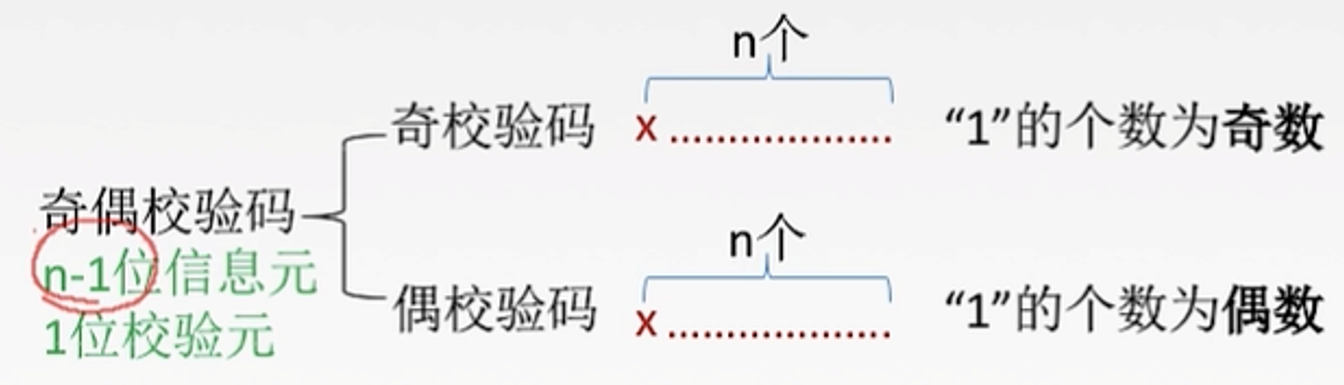 n个
奇校验码 x ................... “1”的个数为奇数
奇偶校验码
n-1位信息元
1位校验元
n个
偶校验码 x ................... “1”的个数为偶数